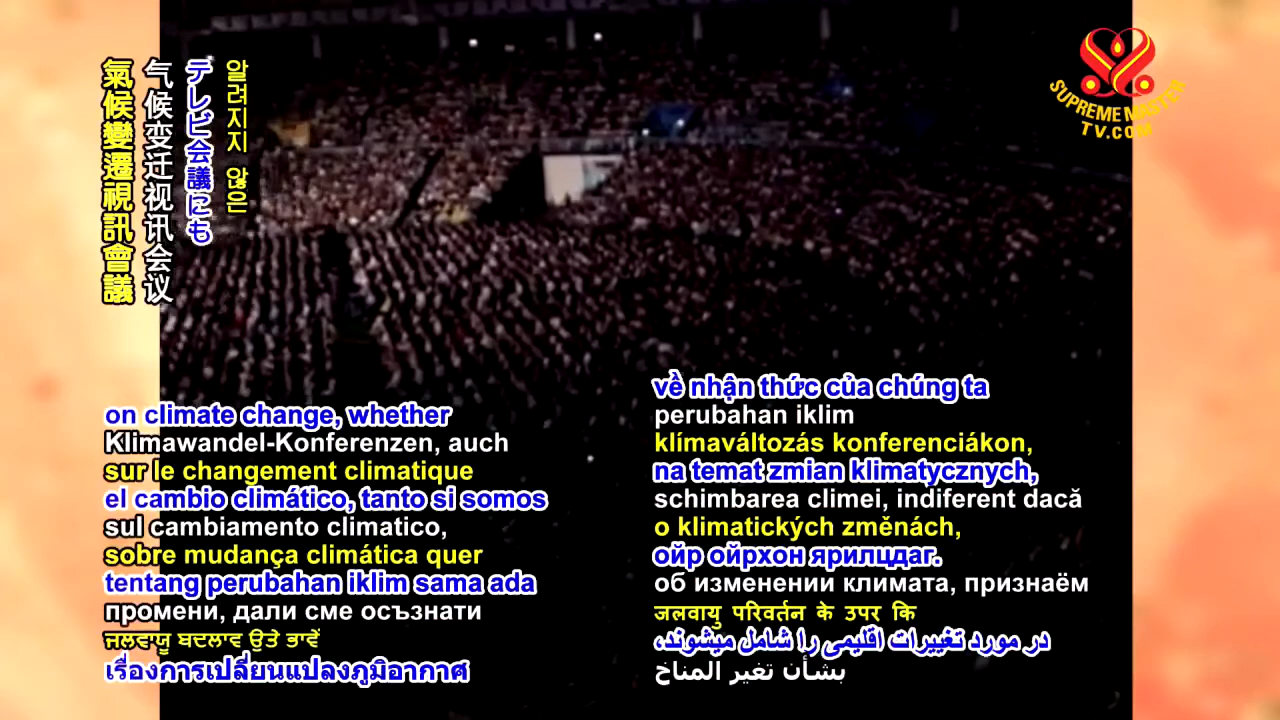 氣候變遷視訊會議
气候变迁视讯会议
テレビ会議にも
알려지지 않은
SUPREME MASTER
TV.COM
on climate change, whether
Klimawandel-Konferenzen, auch
sur le changement climatique
el cambio climático, tanto si somos
sul cambiamento climatico,
sobre mudança climática quer
tentang perubahan iklim sama ada
промени, дали сме осъзнати
ਜਲਵਾਯੂ ਬਦਲਾਵ ਉਤੇ ਭਾਵੇਂ
เรื่องการเปลี่ยนแปลงภูมิอากาศ
về nhận thức của chúng ta
perubahan iklim
klímaváltozás konferenciákon,
na temat zmian klimatycznych,
schimbarea climei, indiferent dacă
o klimatických změnách,
ойр ойрхон ярилцдаг.
об изменении климата, признаём
जलवायु परिवर्तन के उपर कि
در مورد تغییرات اقلیمی را شامل میشوند،
بشأن تغير المناخ